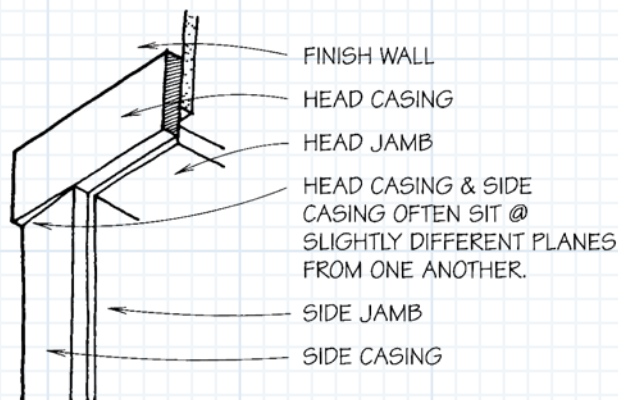 FINISH WALL
HEAD CASING
HEAD JAMB
HEAD CASING & SIDE
CASING OFTEN SIT @
SLIGHTLY DIFFERENT PLANES
FROM ONE ANOTHER.
SIDE JAMB
SIDE CASING